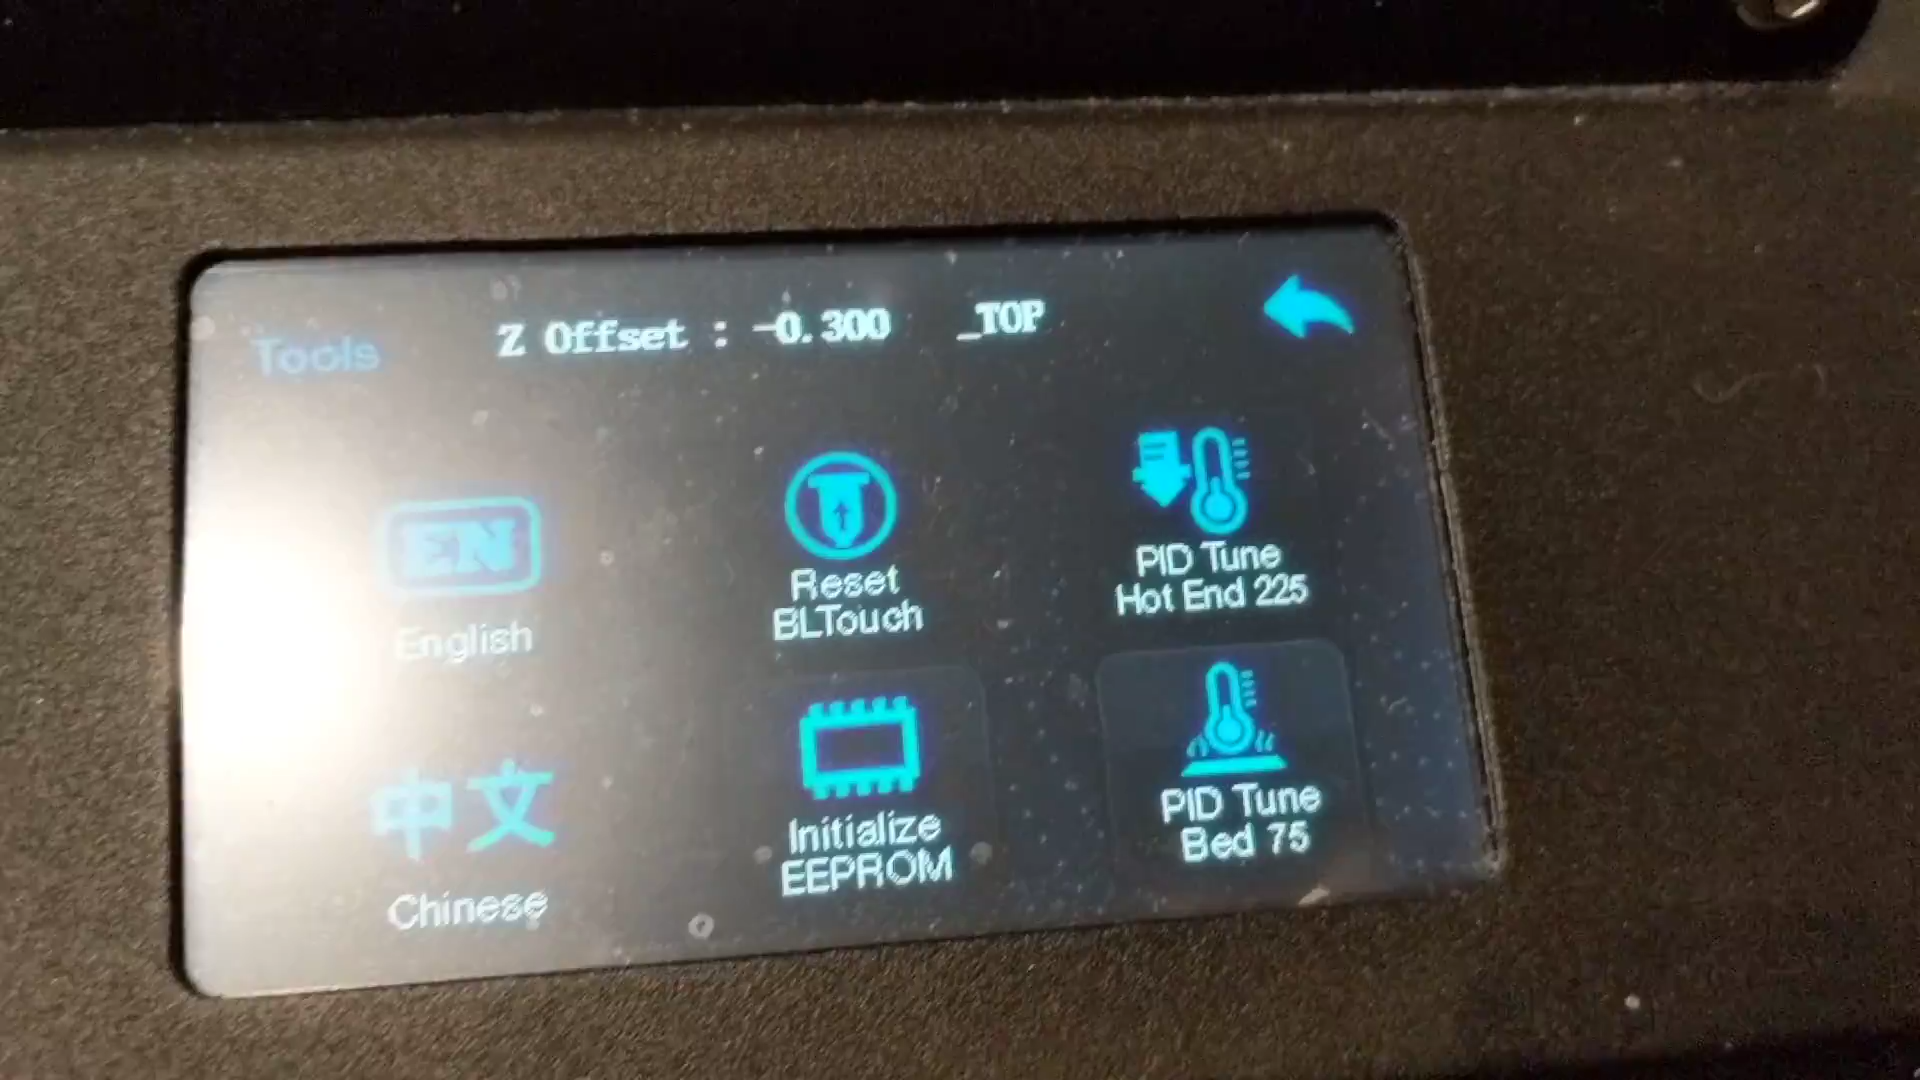 Tools
Z Offset : -0.300 _TOP
EN
English
Reset
BLTouch
PID Tune
Hot End 225
中文
Chinese
Initialize
EEPROM
PID Tune
Bed 75